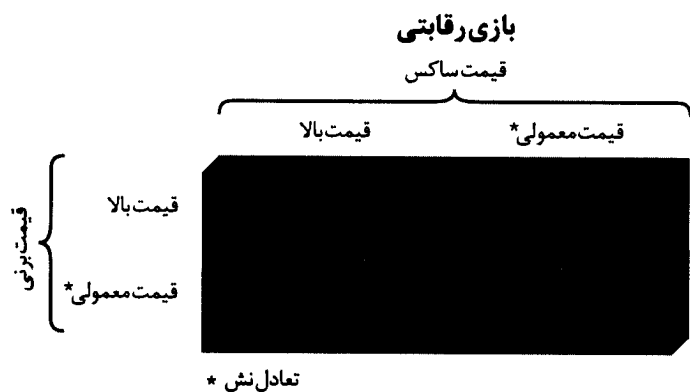 بازی رقابتی
قیمت ساکس
قیمت بالا
قیمت معمولی*
قیمت برنی
قیمت بالا
قیمت معمولی*
تعادل نش *